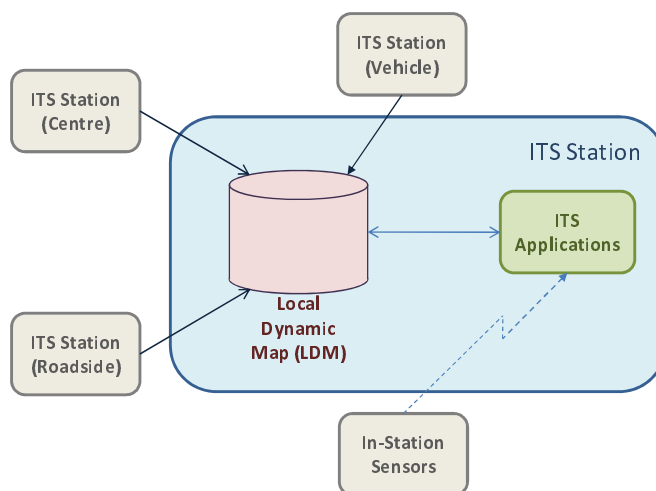 ITS Station
(Vehicle)
ITS Station
(Centre)
ITS Station
ITS
Applications
Local
Dynamic
Map (LDM)
ITS Station
(Roadside)
In-Station
Sensors